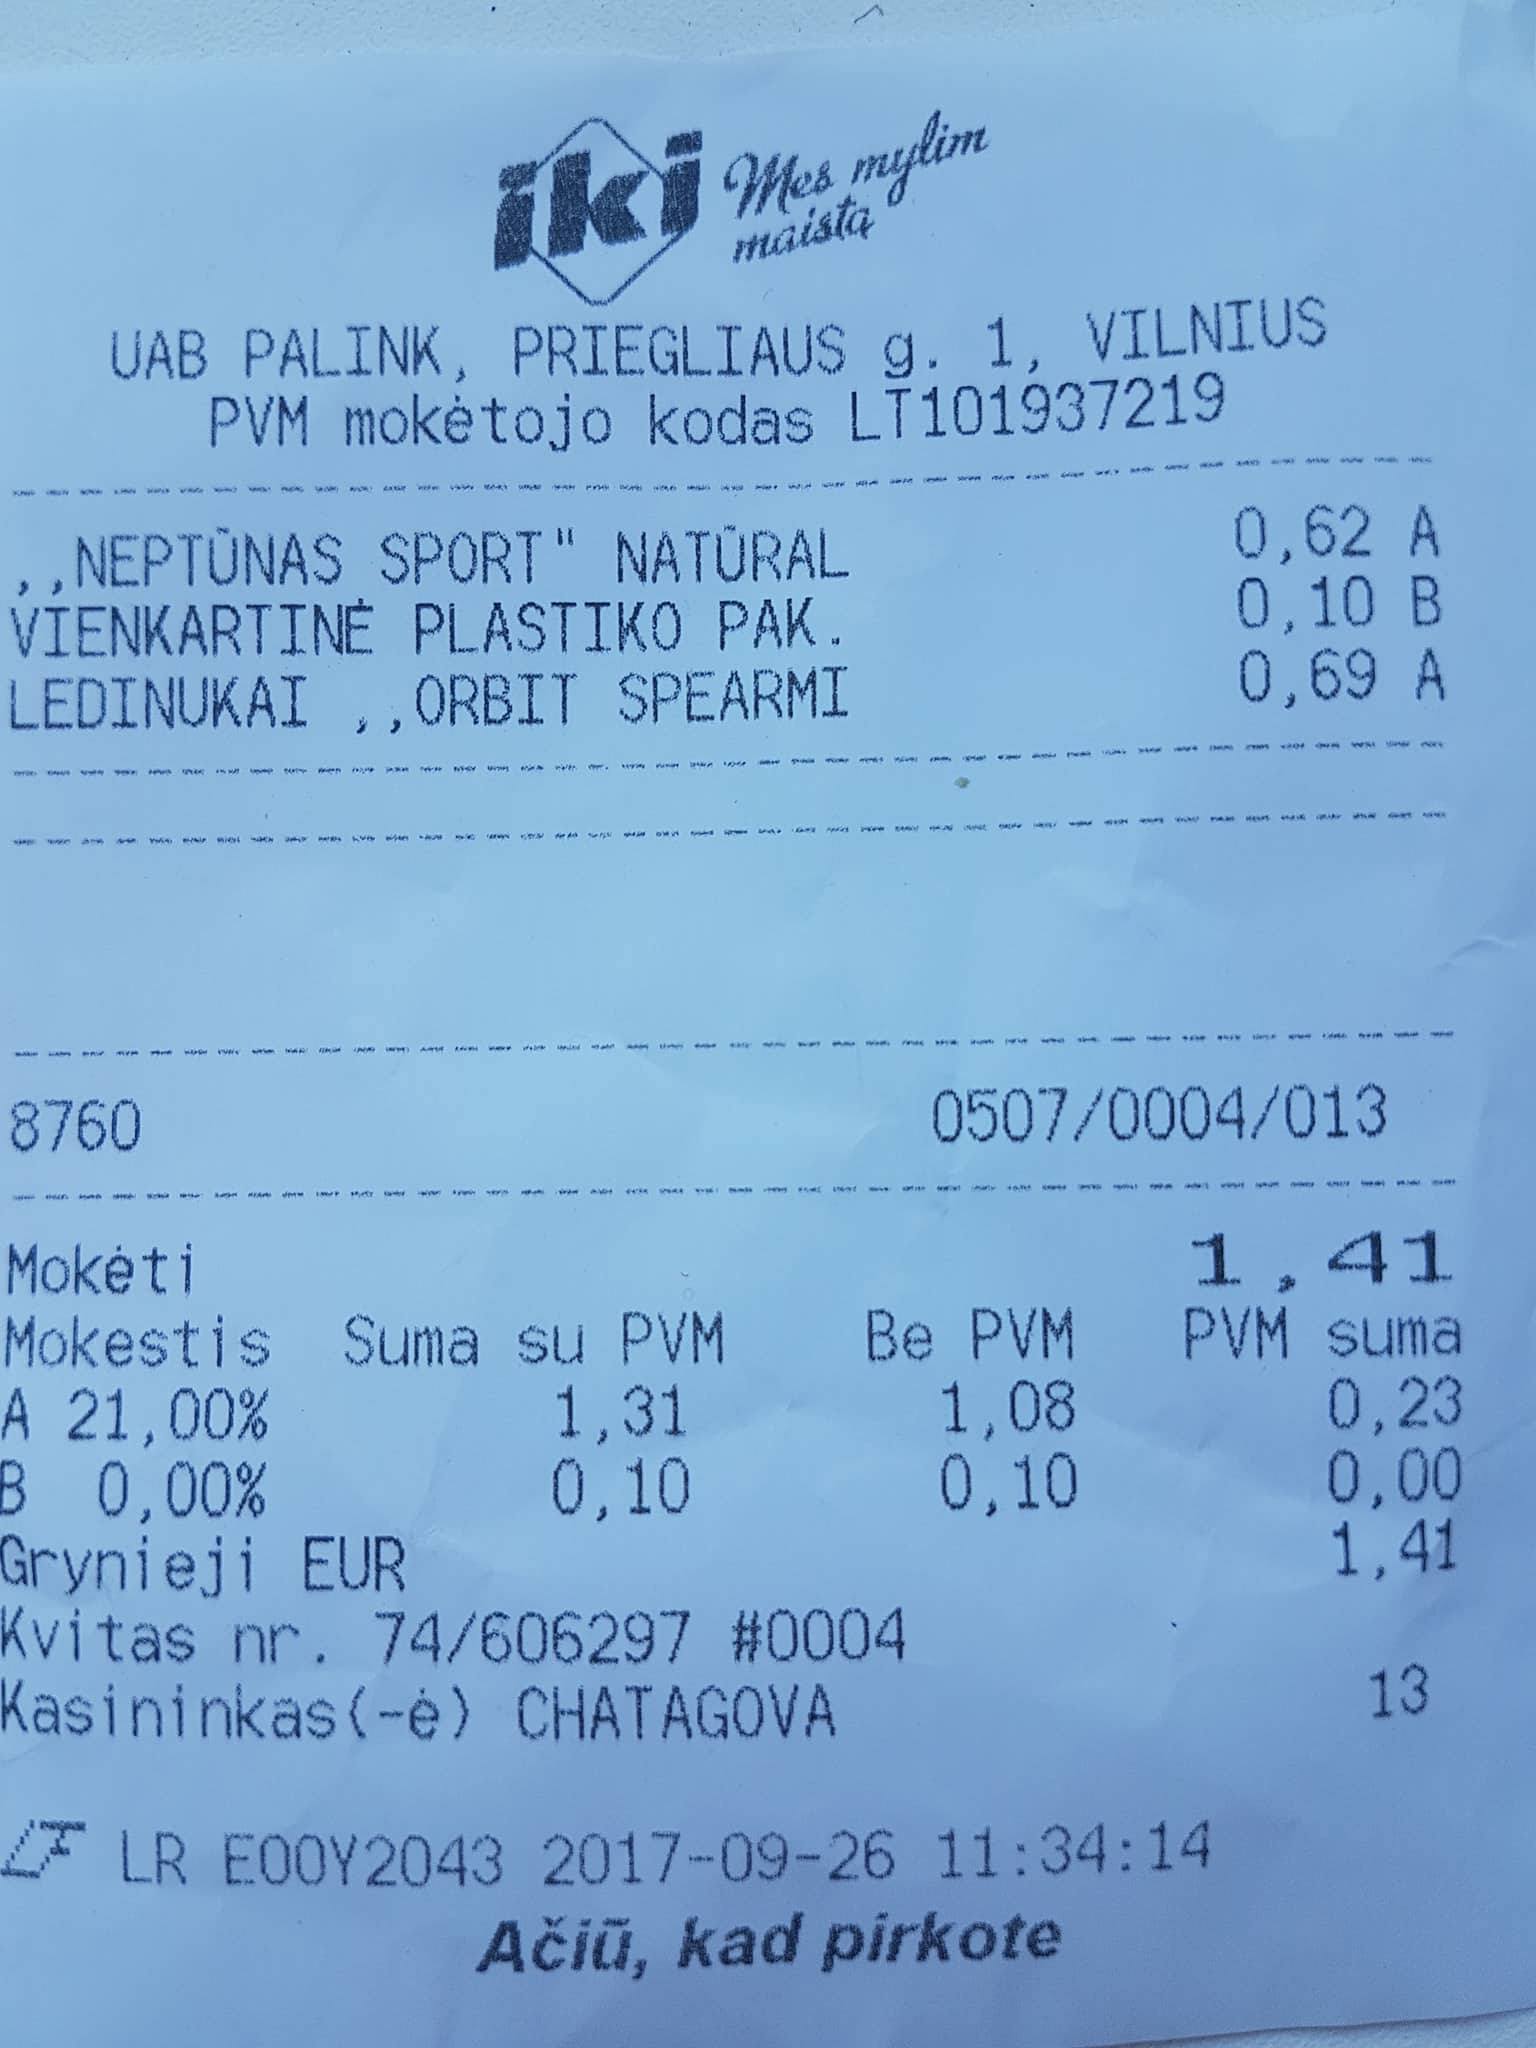 iki Mes mylim
maistą
UAB PALINK, PRIEGLIAUS g. 1, VILNIUS
PVM mokėtojo kodas LT101937219
,,NEPTŪNAS SPORT" NATŪRAL 0,62 A
VIENKARTINĖ PLASTIKO PAK. 0,10 B
LEDINUKAI ,,ORBIT SPEARMI 0,69 A
8760 0507/0004/013
Mokėti 1,41
Mokestis Suma su PVM Be PVM PVM suma
A 21,00% 1,31 1,08 0,23
B 0,00% 0,10 0,10 0,00
Grynieji EUR 1,41
Kvitas nr. 74/606297 #0004
Kasininkas(-ė) CHATAGOVA 13
LF LR E00Y2043 2017-09-26 11:34:14
Ačiū, kad pirkote